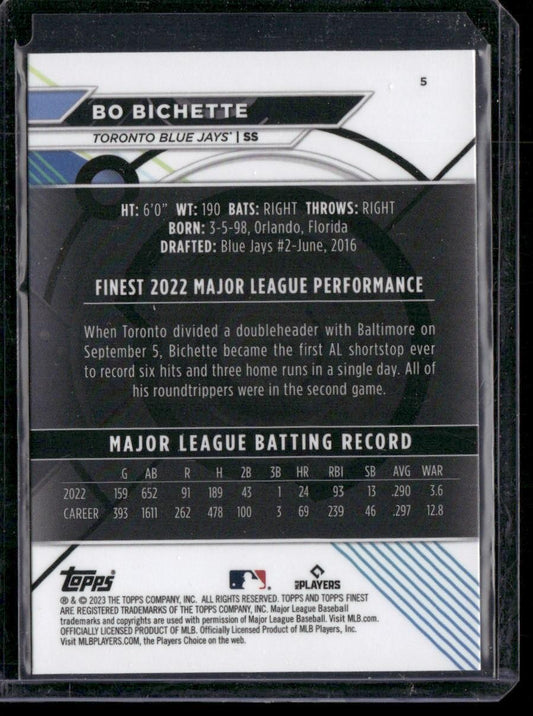 5
BO BICHETTE
TORONTO BLUE JAYS® | SS
HT: 6'0" WT: 190 BATS: RIGHT THROWS: RIGHT
BORN: 3-5-98, Orlando, Florida
DRAFTED: Blue Jays #2-June, 2016
FINEST 2022 MAJOR LEAGUE PERFORMANCE
When Toronto divided a doubleheader with Baltimore on
September 5, Bichette became the first AL shortstop ever
to record six hits and three home runs in a single day. All of
his roundtrippers were in the second game.
MAJOR LEAGUE BATTING RECORD
G AB R H 2B 3B HR RBI SB AVG WAR
2022 159 652 91 189 43 1 24 93 13 .290 3.6
CAREER 393 1611 262 478 100 3 69 239 46 .297 12.8
topps
PLAYERS
® & © 2023 THE TOPPS COMPANY, INC. ALL RIGHTS RESERVED. TOPPS AND TOPPS FINEST
ARE REGISTERED TRADEMARKS OF THE TOPPS COMPANY, INC. Major League Baseball
trademarks and copyrights are used with permission of Major League Baseball. Visit MLB.com.
OFFICIALLY LICENSED PRODUCT OF MLB. Officially Licensed Product of MLB Players, Inc.
Visit MLBPLAYERS.COM, the Players Choice on the web.